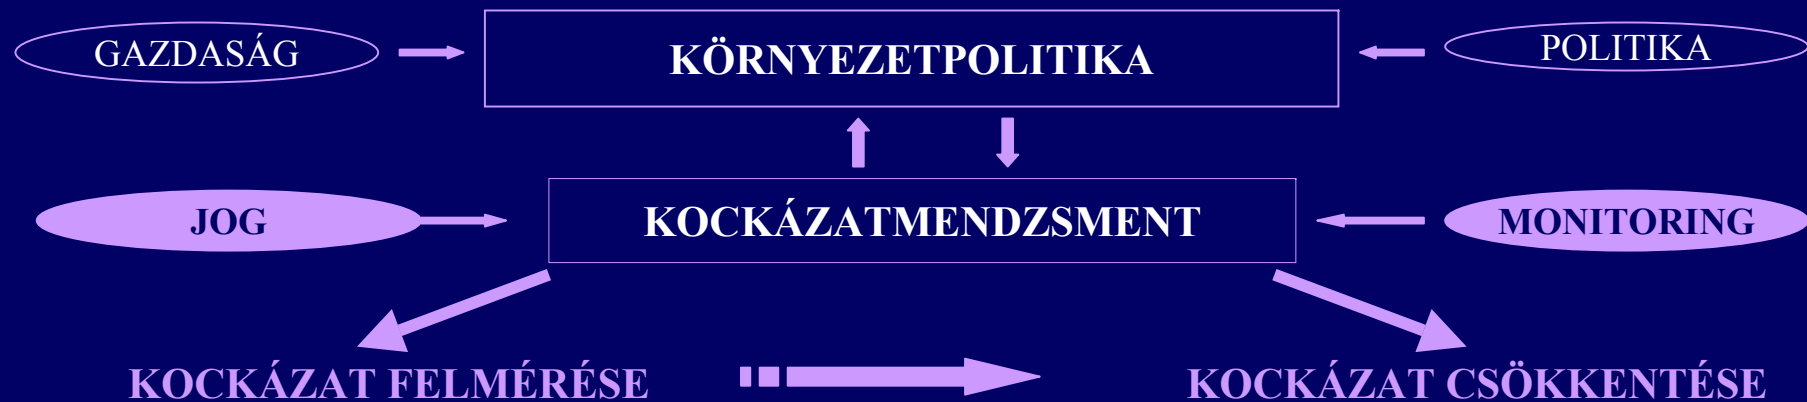 GAZDASÁG
KÖRNYEZETPOLITIKA
POLITIKA
JOG
KOCKÁZATMENDZSMENT
MONITORING
KOCKÁZAT FELMÉRÉSE
KOCKÁZAT CSÖKKENTÉSE